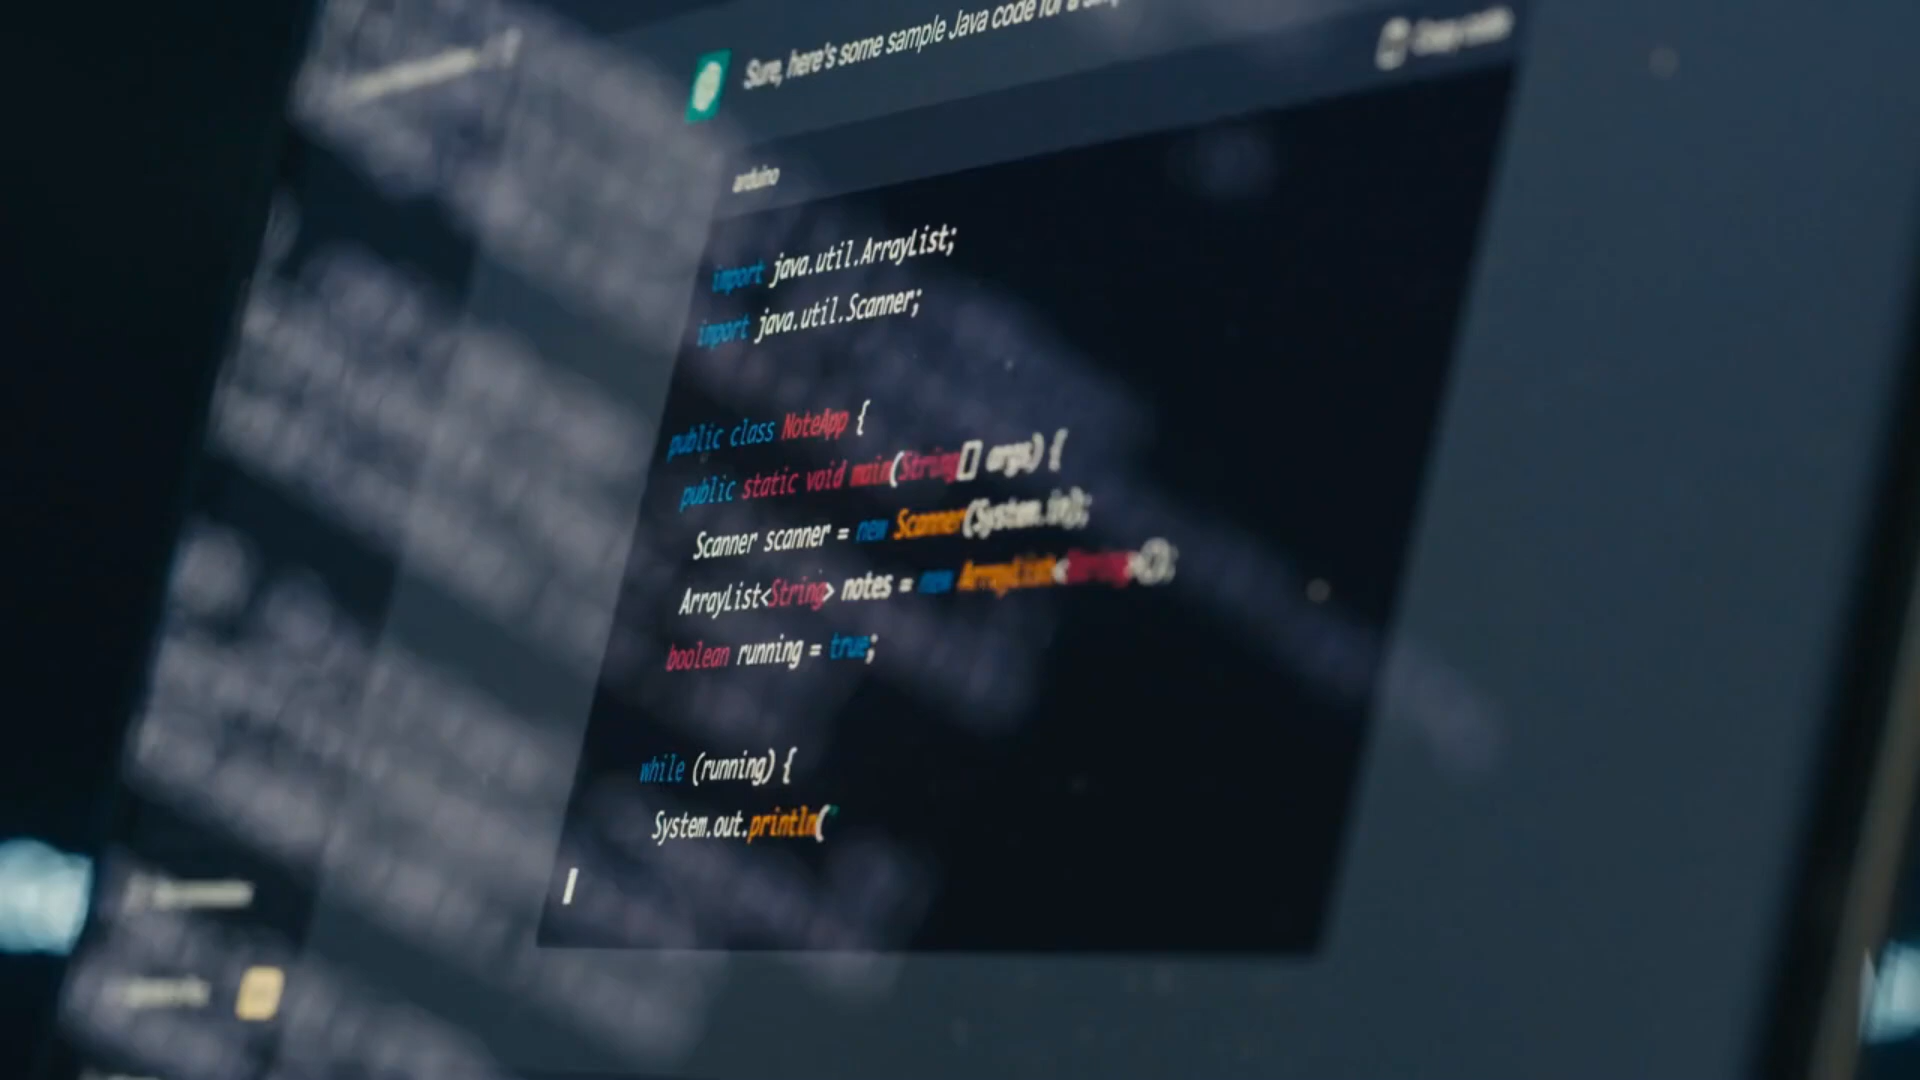 Sure, here's some sample Java code for a
arduino
import java.util.ArrayList;
import java.util.Scanner;
public class NoteApp {
public static void main(String[] args) {
Scanner scanner = new Scanner(System.in);
ArrayList<String> notes = new ArrayList<String>();
boolean running = true;
while (running) {
System.out.println("